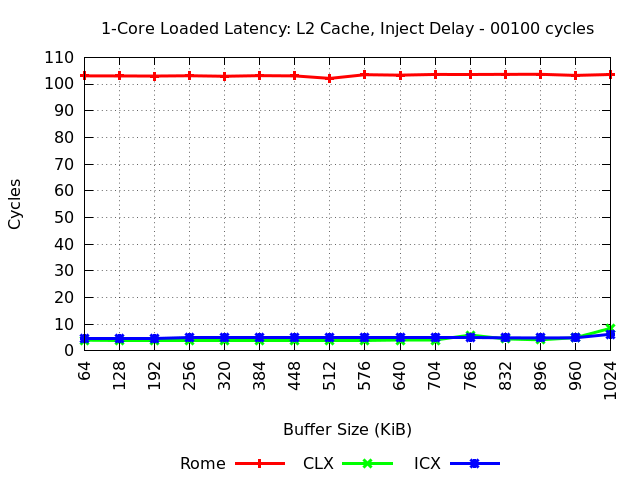 1-Core Loaded Latency: L2 Cache, Inject Delay - 00100 cycles
110
100
90
80
70
60
50
40
30
20
10
0
Cycles
64 128 192 256 320 384 448 512 576 640 704 768 832 896 960 1024
Buffer Size (KiB)
Rome CLX ICX